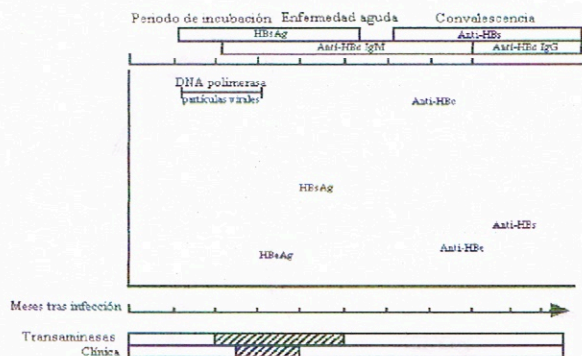 Periodo de incubación Enfermedad aguda Convalescencia
HBsAg Anti-HBs
Anti-HBc IgM Anti-HBc IgG
DNA polimerasa
partículas virales Anti-HBc
HBsAg
Anti-HBs
Anti-HBe
HBeAg
Meses tras infección
Transaminasas
Clínica